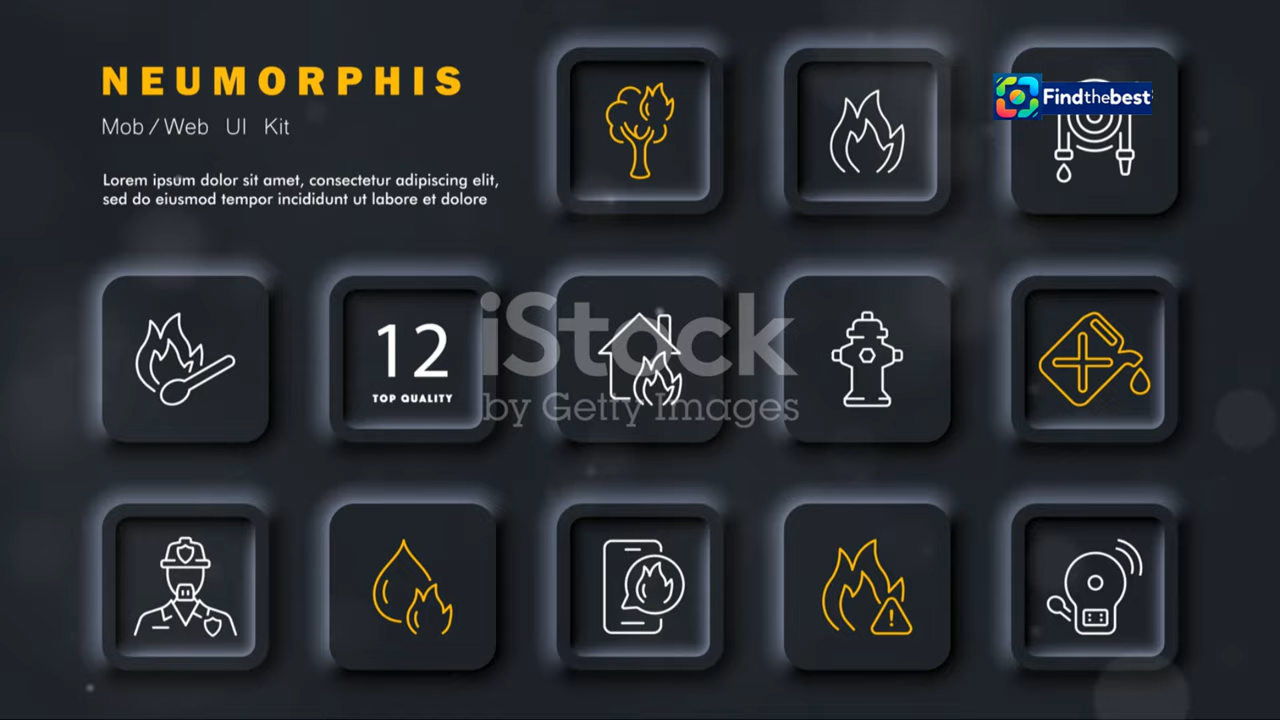 NEUMORPHIS
Mob/Web UI Kit
Findthebest
Lorem ipsum dolor sit amet, consectetur adipiscing elit,
sed do eiusmod tempor incididunt ut labore et dolore
12
TOP QUALITY
iStock
by Getty Images